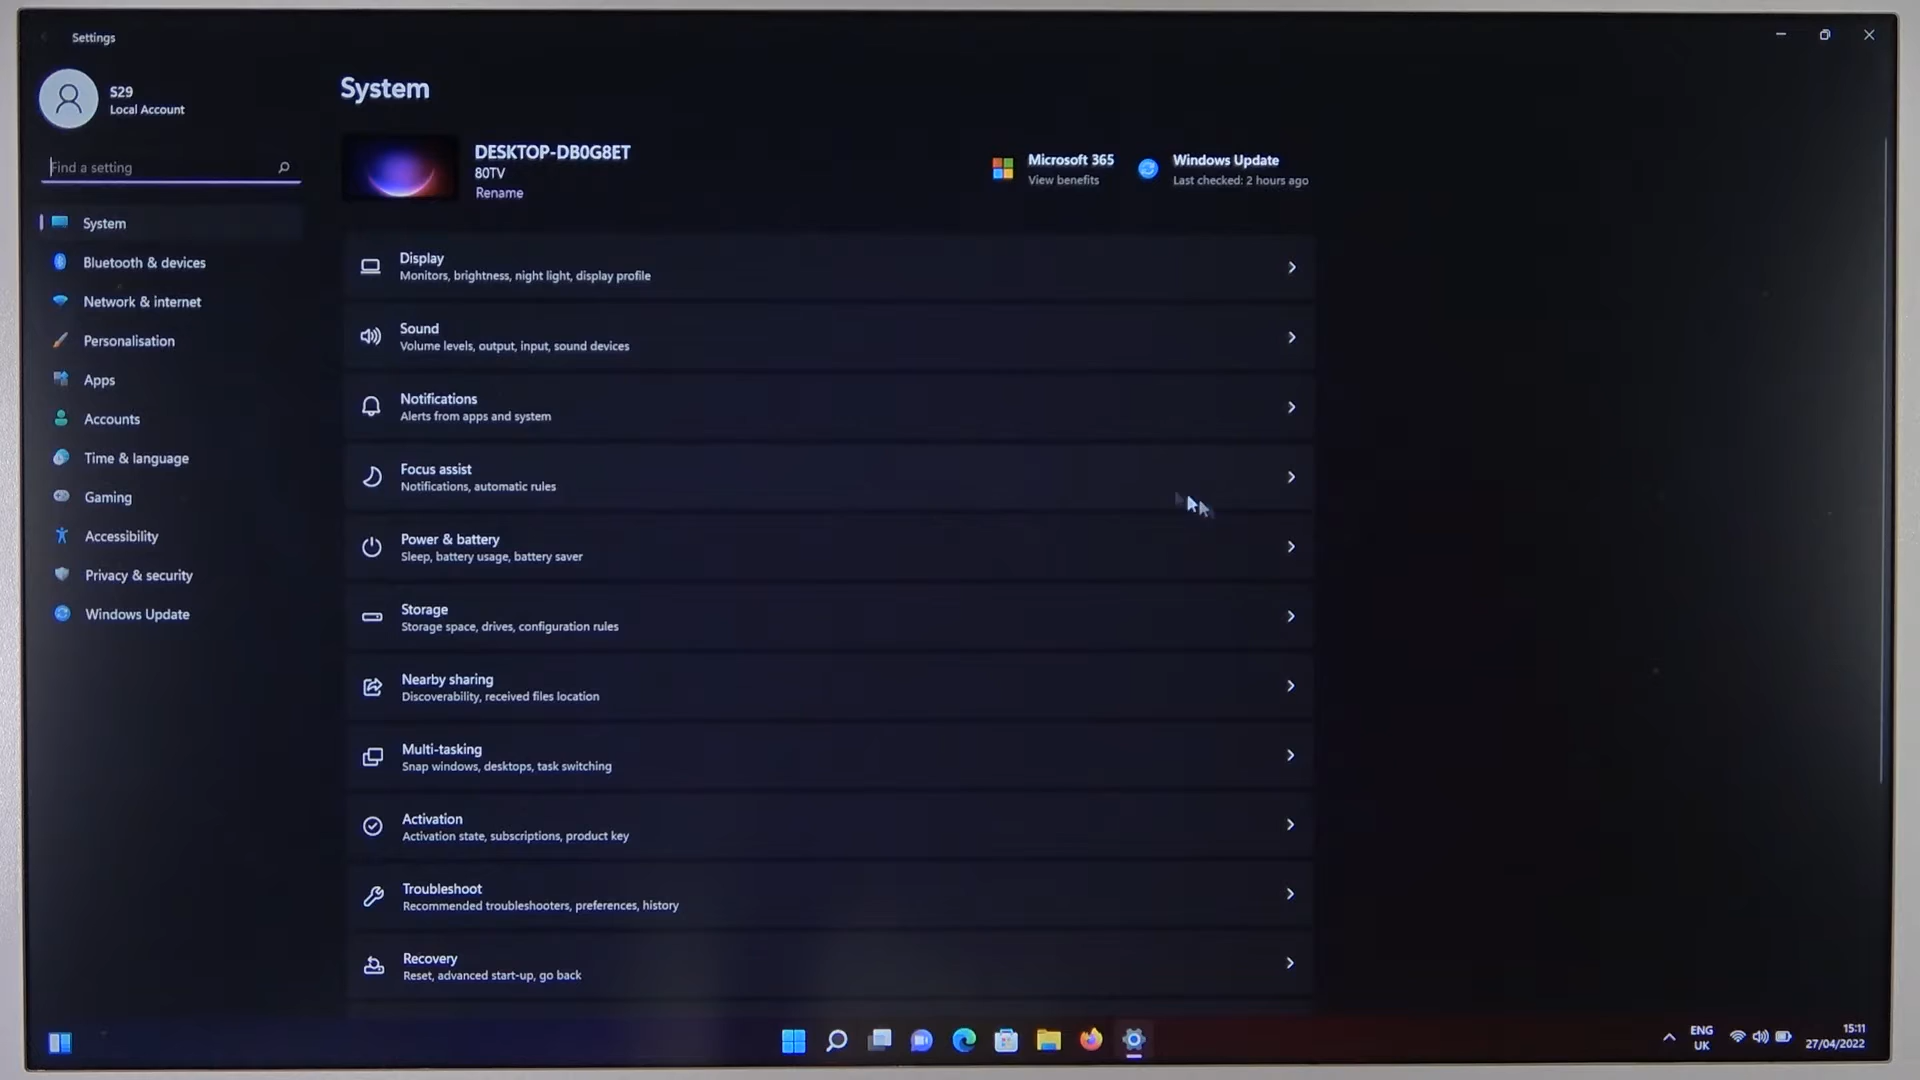 Settings
S29
Local Account
Find a setting
System
Bluetooth & devices
Network & internet
Personalisation
Apps
Accounts
Time & language
Gaming
Accessibility
Privacy & security
Windows Update
System
DESKTOP-DB0G8ET
80TV
Rename
Microsoft 365
View benefits
Windows Update
Last checked: 2 hours ago
Display
Monitors, brightness, night light, display profile
Sound
Volume levels, output, input, sound devices
Notifications
Alerts from apps and system
Focus assist
Notifications, automatic rules
Power & battery
Sleep, battery usage, battery saver
Storage
Storage space, drives, configuration rules
Nearby sharing
Discoverability, received files location
Multi-tasking
Snap windows, desktops, task switching
Activation
Activation state, subscriptions, product key
Troubleshoot
Recommended troubleshooters, preferences, history
Recovery
Reset, advanced start-up, go back
ENG
UK
15:11
27/04/2022